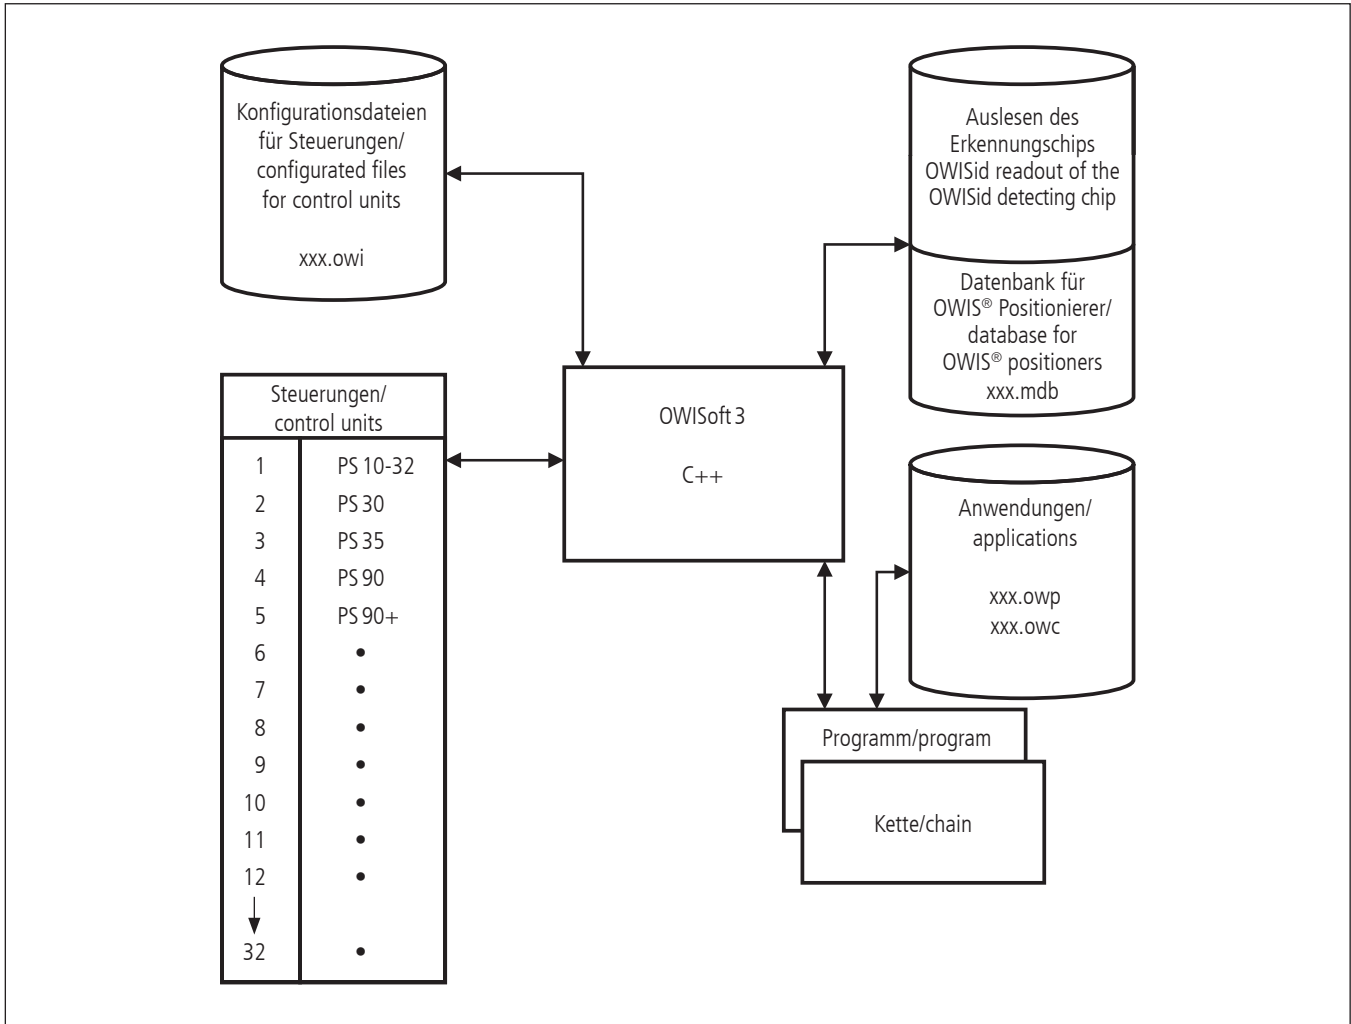 Konfigurationsdateien
für Steuerungen/
configurated files
for control units
xxx.owi
Auslesen des
Erkennungschips
OWISid readout of the
OWISid detecting chip
Datenbank für
OWIS® Positionierer/
database for
OWIS® positioners
xxx.mdb
Steuerungen/
control units
1 PS 10-32
2 PS 30
3 PS 35
4 PS 90
5 PS 90+
6 •
7 •
8 •
9 •
10 •
11 •
12 •
32 •
OWISoft 3
C++
Anwendungen/
applications
xxx.owp
xxx.owc
Programm/program
Kette/chain